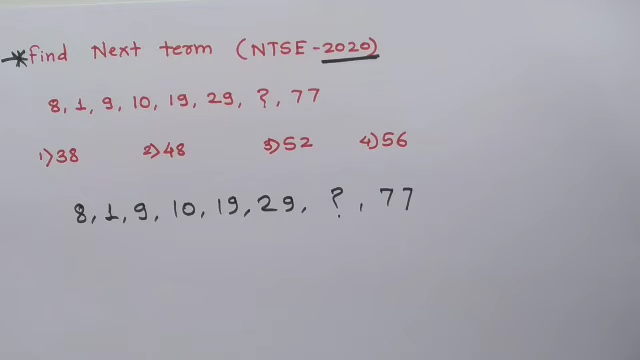 *Find Next term (NTSE-2020)
8, 1, 9, 10, 19, 29, ?, 77
1)38 2)48 3)52 4)56
8, 1, 9, 10, 19, 29, ?, 77